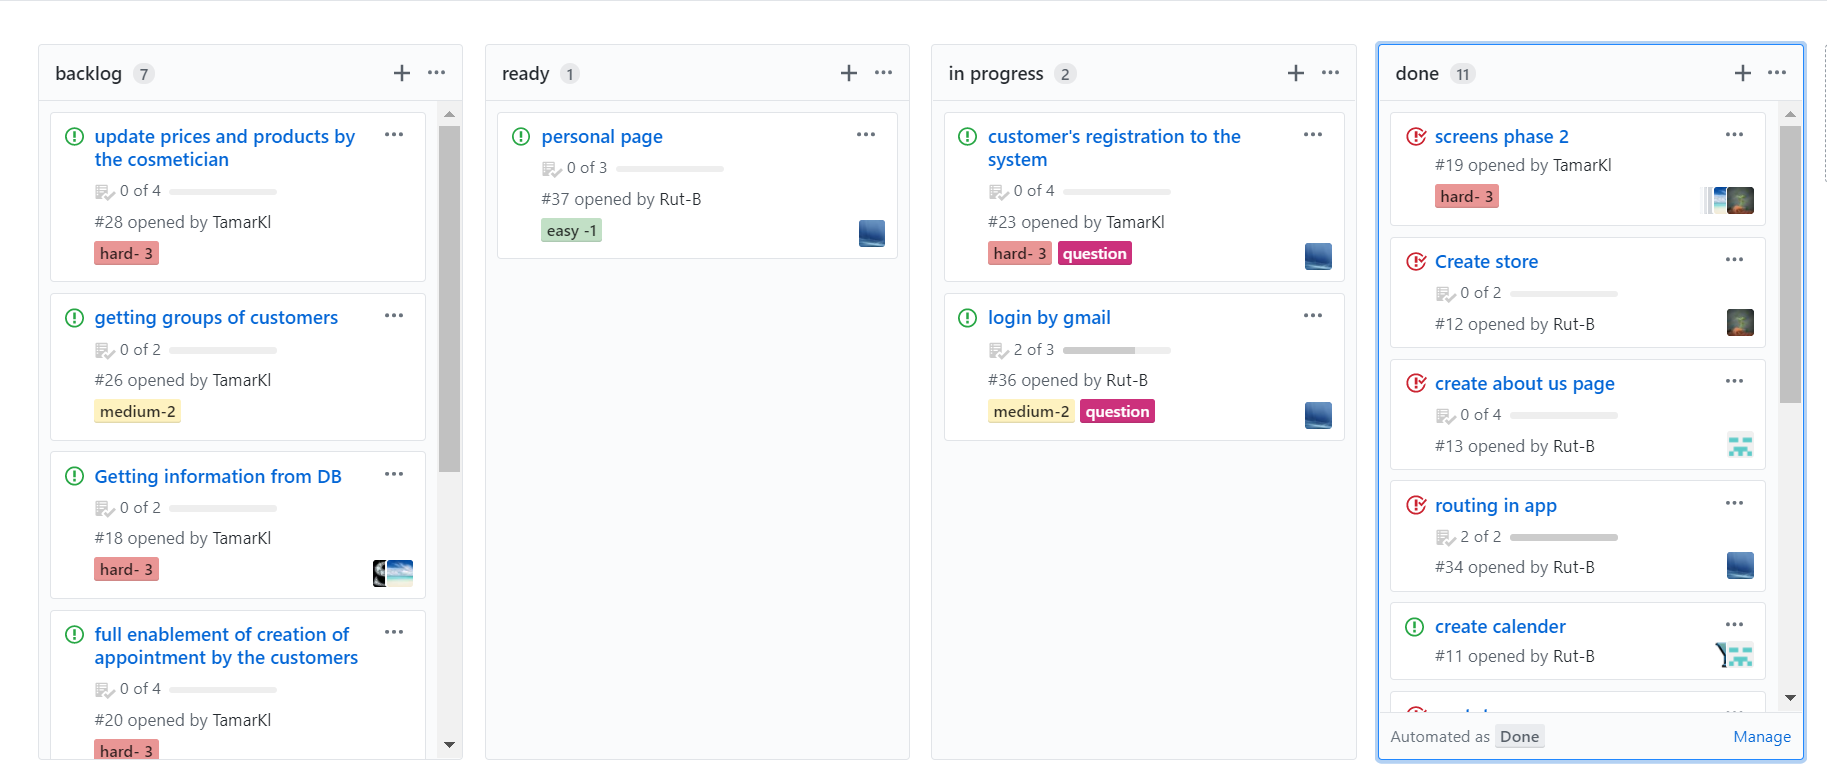 backlog 7
update prices and products by
the cosmetician
0 of 4
#28 opened by TamarKl
hard- 3
getting groups of customers
0 of 2
#26 opened by TamarKl
medium-2
Getting information from DB
0 of 2
#18 opened by TamarKl
hard- 3
full enablement of creation of
appointment by the customers
0 of 4
#20 opened by TamarKl
hard- 3
ready 1
personal page
0 of 3
#37 opened by Rut-B
easy -1
in progress 2
customer's registration to the
system
0 of 4
#23 opened by TamarKl
hard- 3 question
login by gmail
2 of 3
#36 opened by Rut-B
medium-2 question
done 11
screens phase 2
#19 opened by TamarKl
hard- 3
Create store
0 of 2
#12 opened by Rut-B
create about us page
0 of 4
#13 opened by Rut-B
routing in app
2 of 2
#34 opened by Rut-B
create calender
#11 opened by Rut-B
Automated as Done Manage